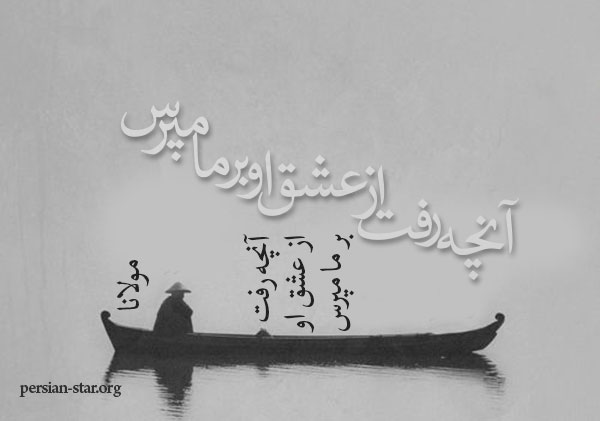 آنچه رفت از عشق او بر ما مپرس
آنچه رفت
از عشق او
بر ما مپرس
مولانا
persian-star.org